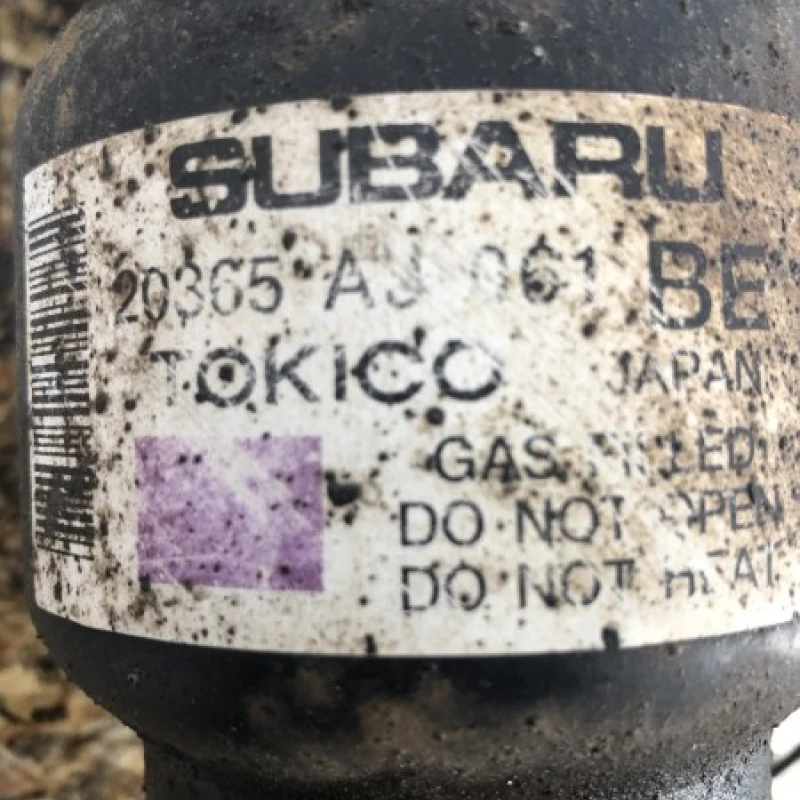 SUBARU
20365 AJ 061 BE
TOKICO JAPAN
GAS FILLED
DO NOT OPEN
DO NOT HEAT